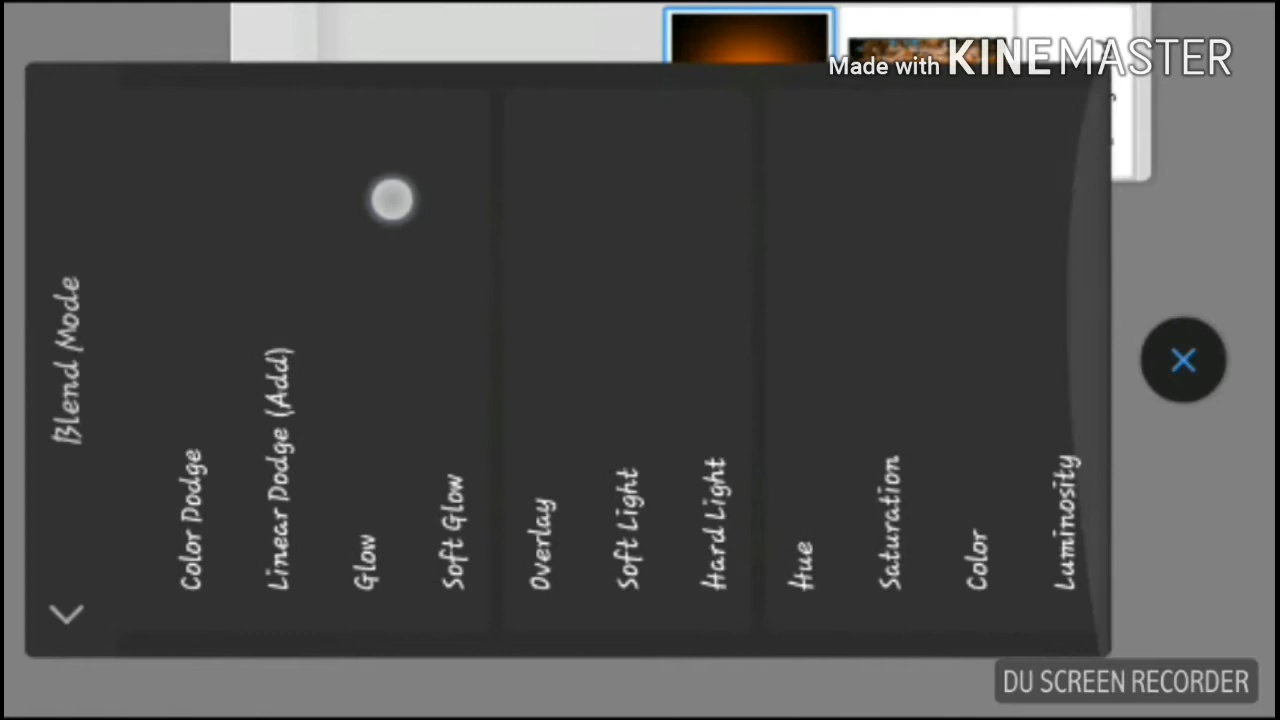 Made with KINEMASTER
Blend Mode
Color Dodge
Linear Dodge (Add)
Glow
Soft Glow
Overlay
Soft Light
Hard Light
Hue
Saturation
Color
Luminosity
DU SCREEN RECORDER